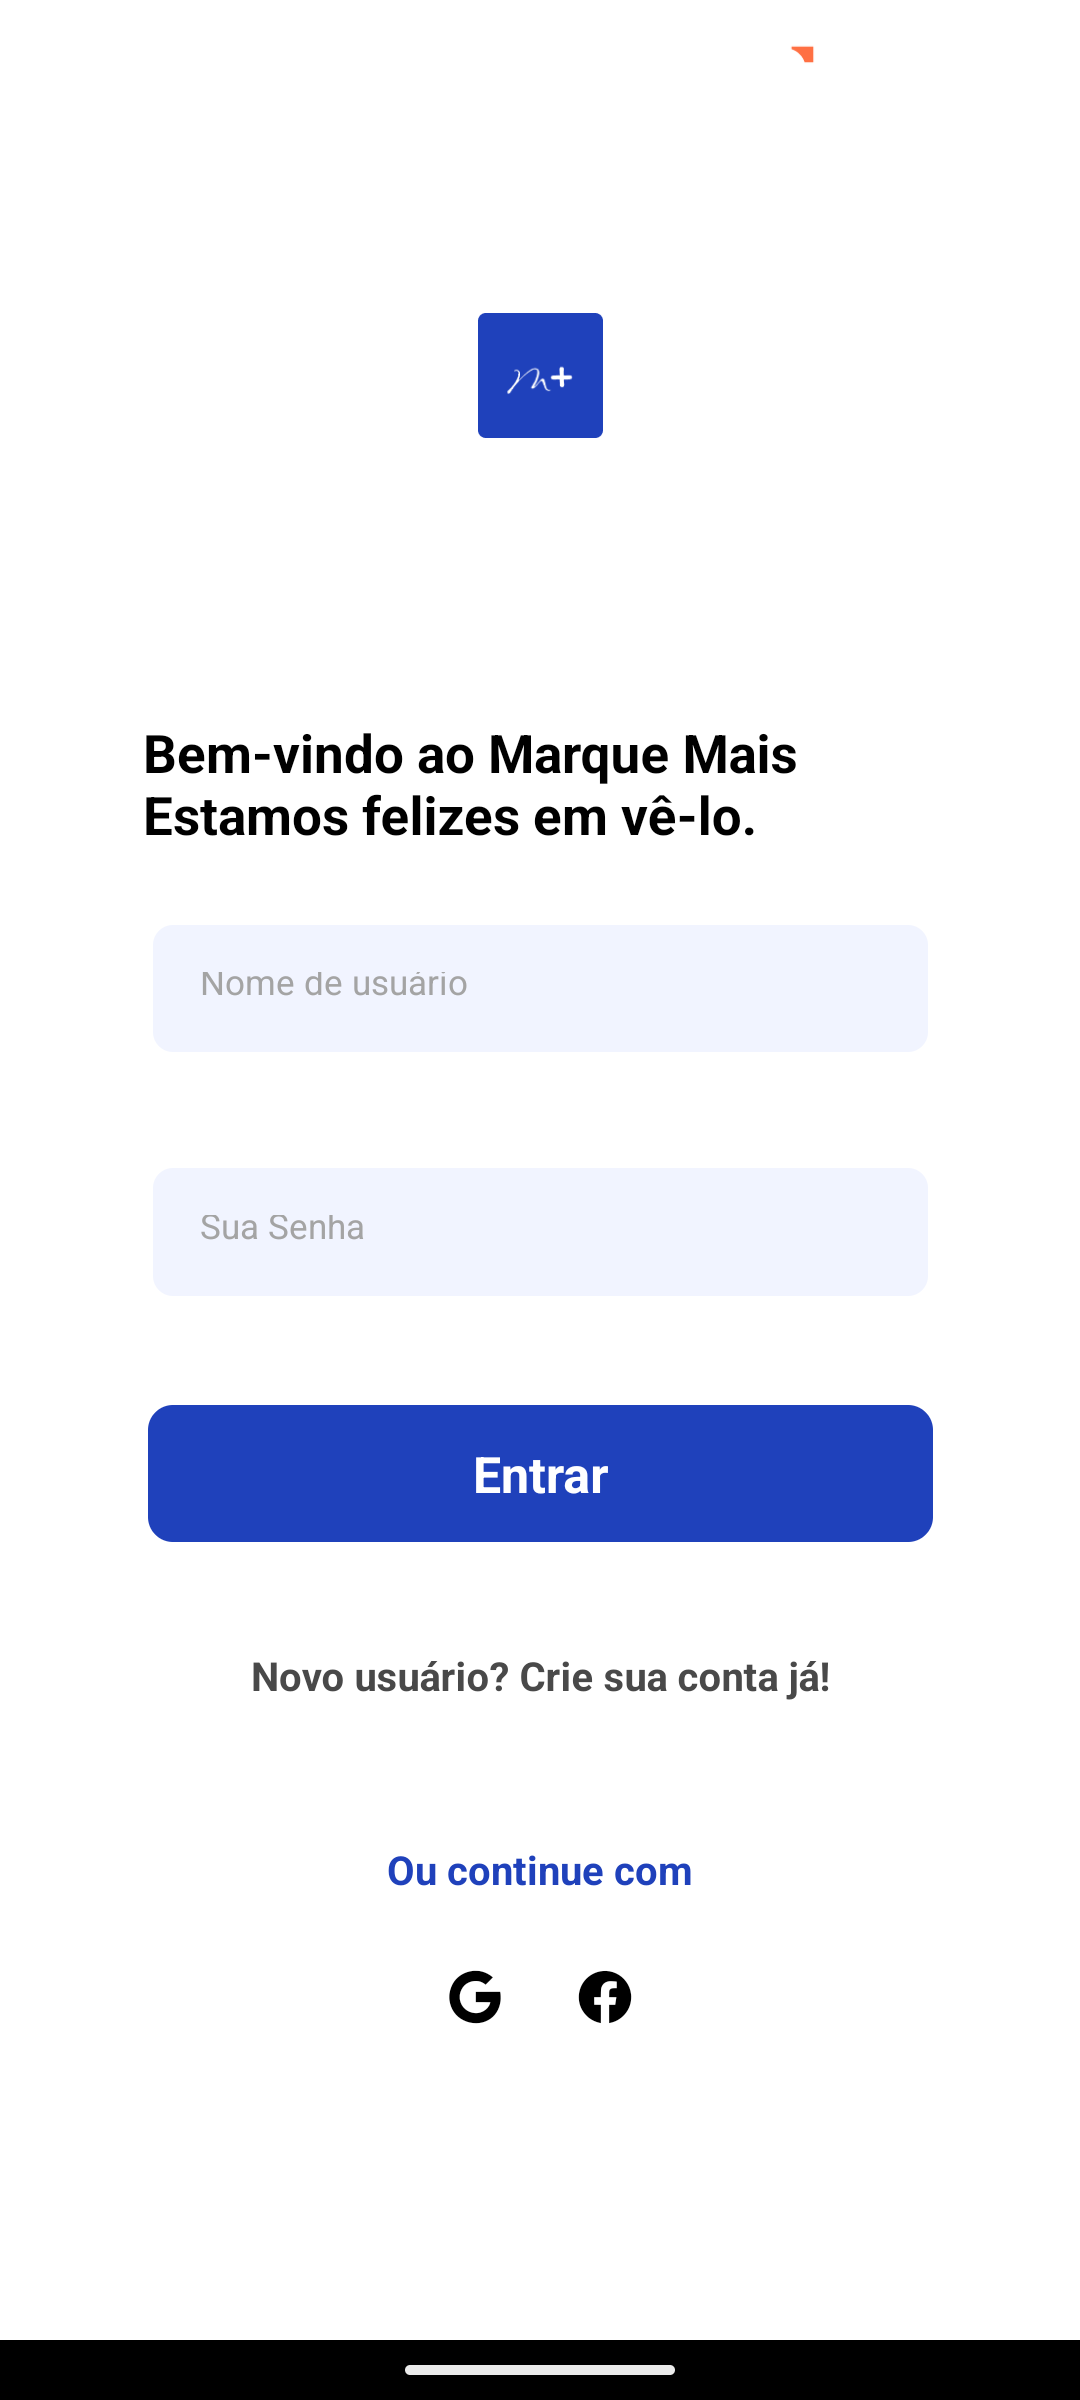 m+
Bem-vindo ao Marque Mais
Estamos felizes em vê-lo.
Nome de usuário
Sua Senha
Entrar
Novo usuário? Crie sua conta já!
Ou continue com